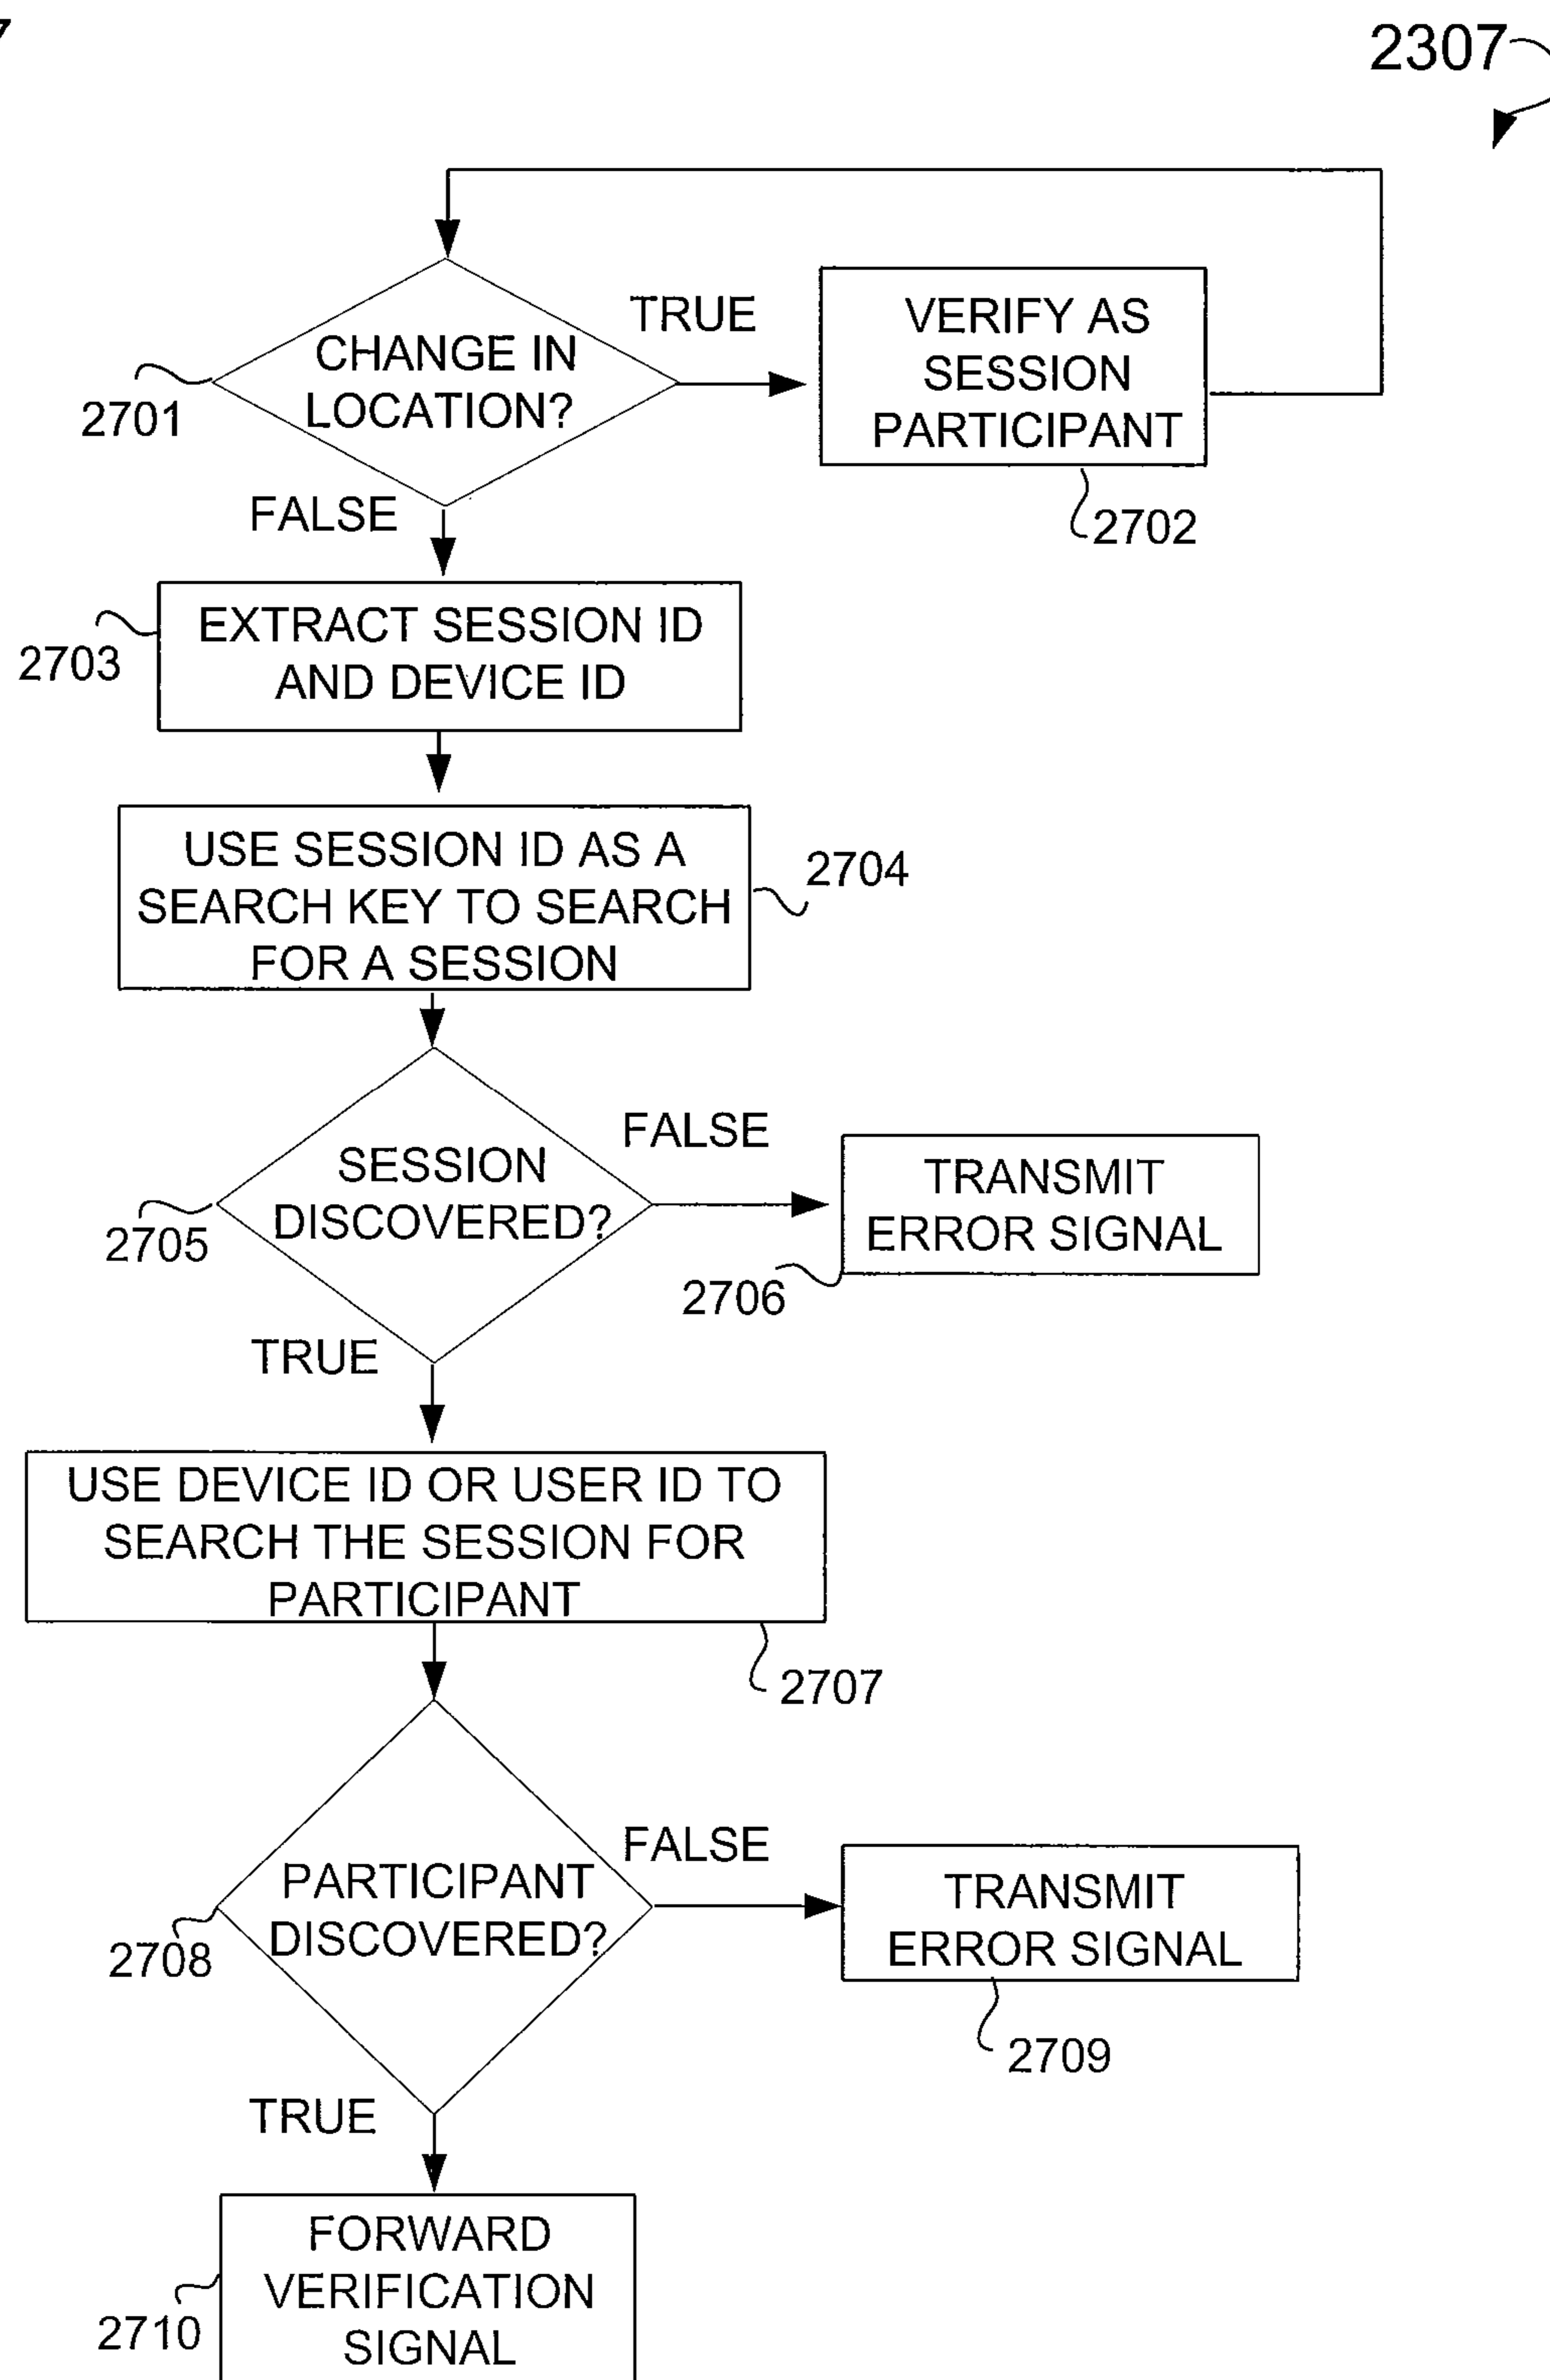 2307
TRUE
CHANGE IN
LOCATION?
2701
VERIFY AS
SESSION
PARTICIPANT
2702
FALSE
EXTRACT SESSION ID
AND DEVICE ID
2703
USE SESSION ID AS A
SEARCH KEY TO SEARCH
FOR A SESSION
2704
SESSION
DISCOVERED?
2705
FALSE
TRANSMIT
ERROR SIGNAL
2706
TRUE
USE DEVICE ID OR USER ID TO
SEARCH THE SESSION FOR
PARTICIPANT
2707
PARTICIPANT
DISCOVERED?
2708
FALSE
TRANSMIT
ERROR SIGNAL
2709
TRUE
FORWARD
VERIFICATION
SIGNAL
2710